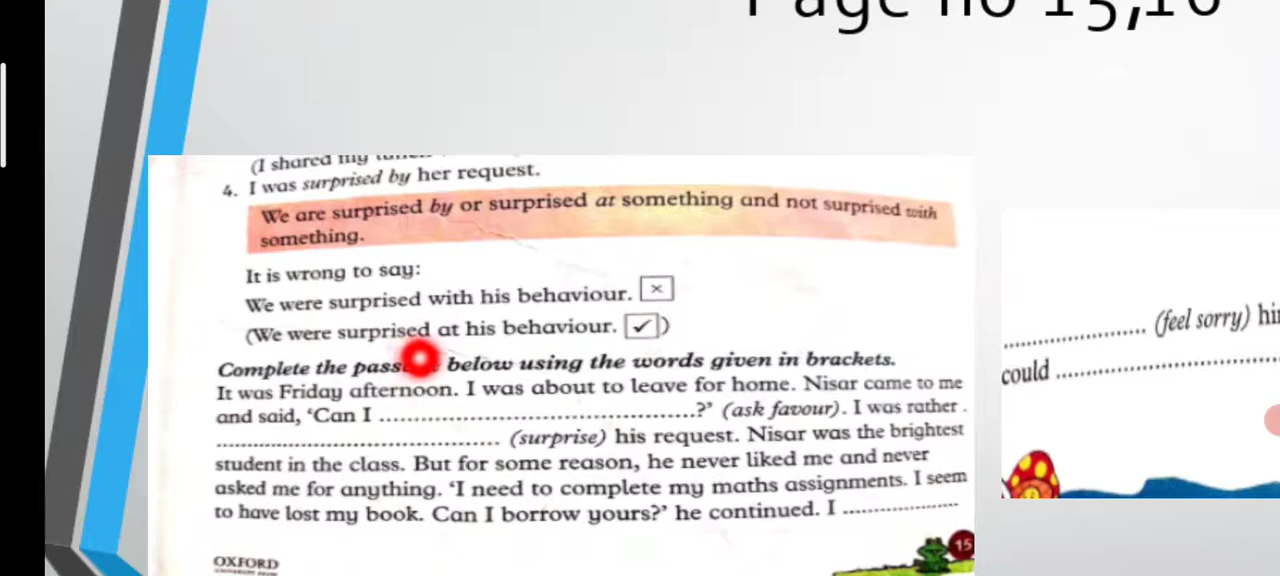 Page no 15,16
(I shared my
4. I was surprised by her request.
We are surprised by or surprised at something and not surprised with
something.
It is wrong to say:
We were surprised with his behaviour. ×
(We were surprised at his behaviour. ✓)
Complete the below using the words given in brackets.
It was Friday afternoon. I was about to leave for home. Nisar came to me
and said, ‘Can I ........................................?’ (ask favour). I was rather .
.................................... (surprise) his request. Nisar was the brightest
student in the class. But for some reason, he never liked me and never
asked me for anything. ‘I need to complete my maths assignments. I seem
to have lost my book. Can I borrow yours?’ he continued. I ..................
OXFORD
15
.................. (feel sorry)
could ..............................